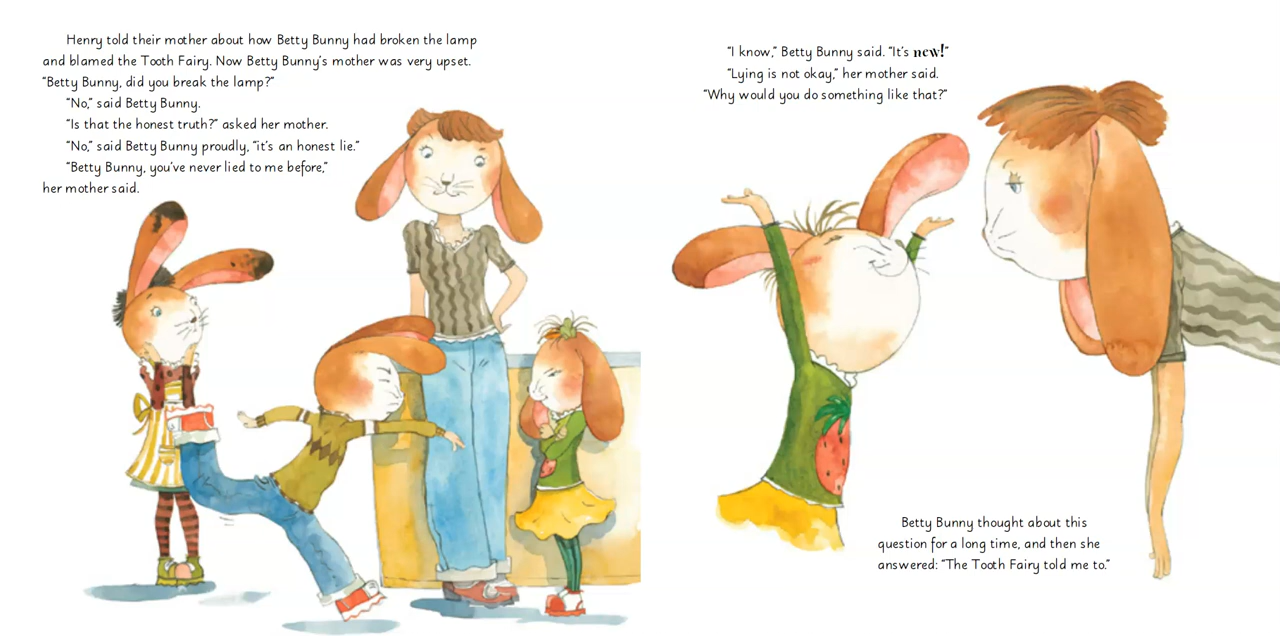 Henry told their mother about how Betty Bunny had broken the lamp
and blamed the Tooth Fairy. Now Betty Bunny's mother was very upset.
“Betty Bunny, did you break the lamp?”
“No,” said Betty Bunny.
“Is that the honest truth?” asked her mother.
“No,” said Betty Bunny proudly, “it's an honest lie.”
“Betty Bunny, you've never lied to me before,”
her mother said.
“I know,” Betty Bunny said. “It's new!”
“Lying is not okay,” her mother said.
“Why would you do something like that?”
Betty Bunny thought about this
question for a long time, and then she
answered: “The Tooth Fairy told me to.”